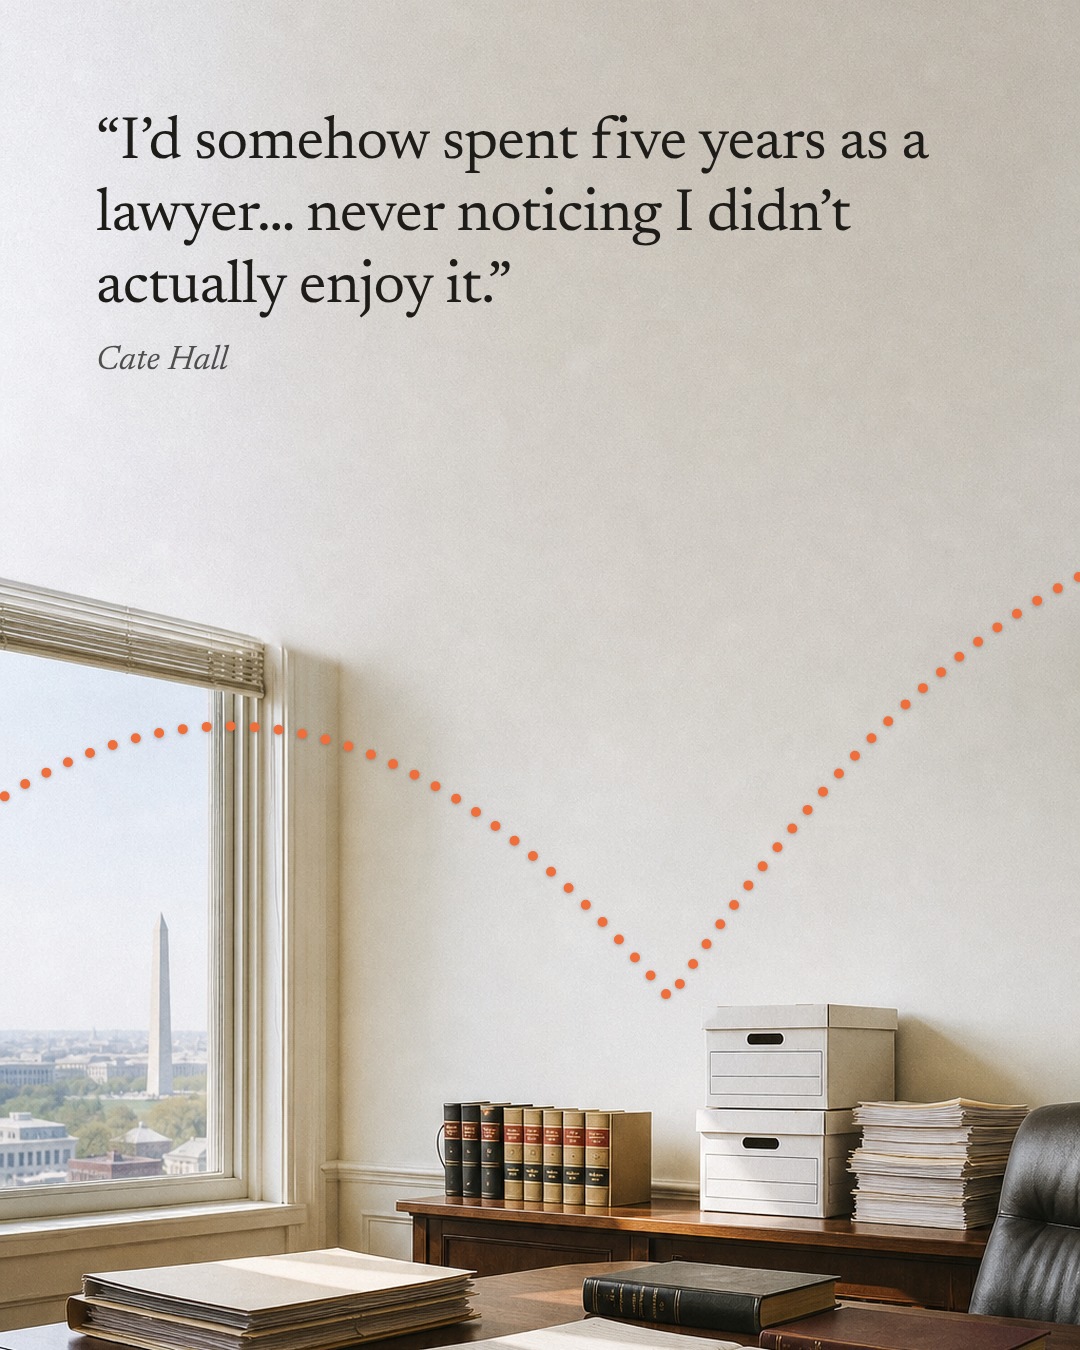 “I’d somehow spent five years as a
lawyer... never noticing I didn’t
actually enjoy it.”
Cate Hall